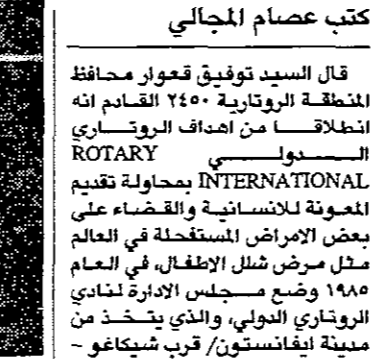 كتب عصام المجالي
قال السيد توفيق قعوار محافظ
المنطقة الروتارية ٢٤٥٠ القادم انه
انطلاقا من اهداف الروتاري
الدولي ROTARY
INTERNATIONAL بمحاولة تقديم
المعونة للانسانية والقضاء على
بعض الامراض المستفحلة في العالم
مثل مرض شلل الاطفال، في العام
١٩٨٥ وضع مجلس الادارة لنادي
الروتاري الدولي، والذي يتخذ من
مدينة ايفانستون/ قرب شيكاغو -